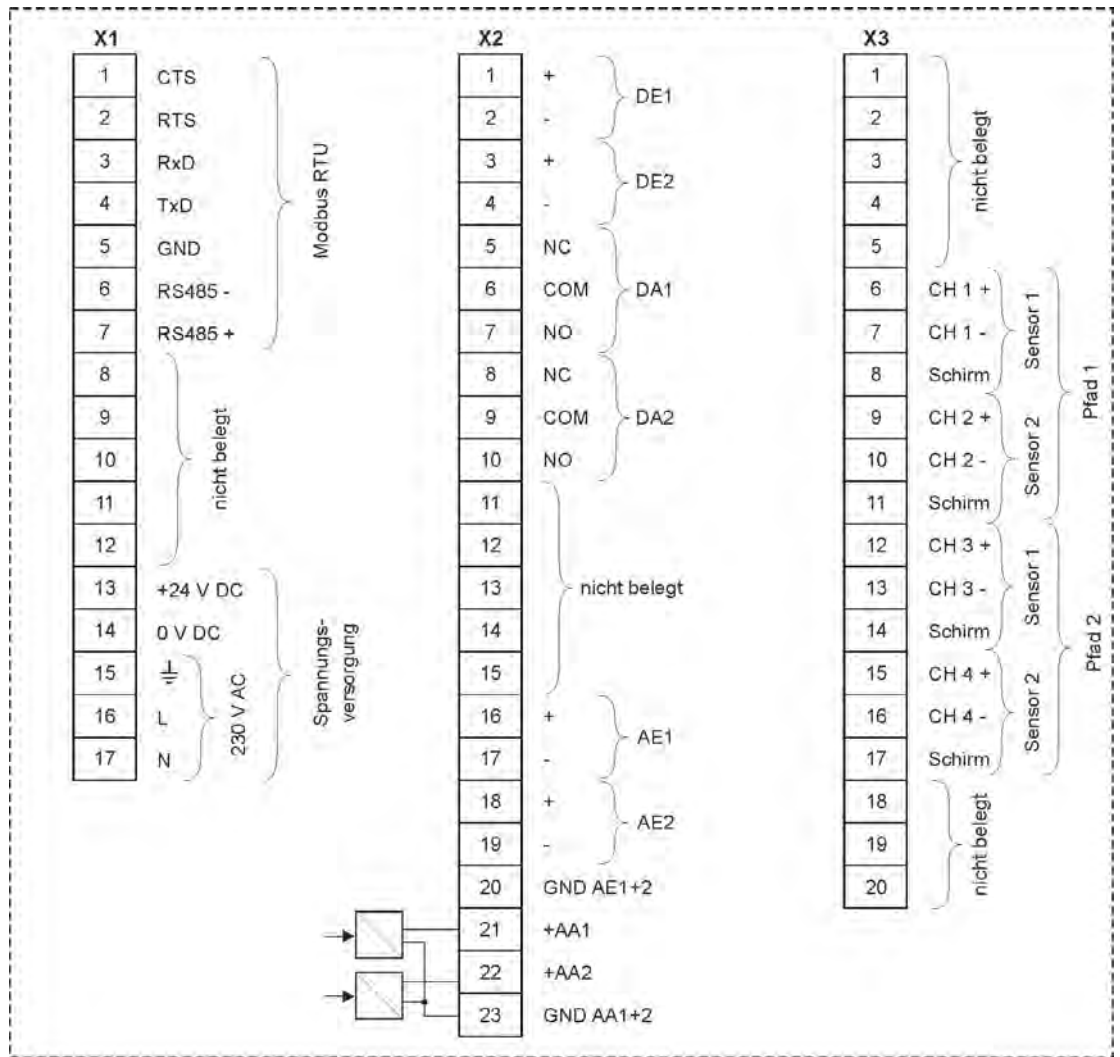 X1
1 CTS
2 RTS
3 RxD
4 TxD
5 GND
6 RS485 -
7 RS485 +
Modbus RTU
8
9
10
11
12
nicht belegt
13 +24 V DC
14 0 V DC
15
16 L
17 N
230 V AC
Spannungs-
versorgung
X2
1 +
2 -
DE1
3 +
4 -
DE2
5 NC
6 COM
7 NO
DA1
8 NC
9 COM
10 NO
DA2
11
12
13
14
15
nicht belegt
16 +
17 -
AE1
18 +
19 -
AE2
20 GND AE1+2
21 +AA1
22 +AA2
23 GND AA1+2
X3
1
2
3
4
5
nicht belegt
6 CH 1 +
7 CH 1 -
8 Schirm
Sensor 1
9 CH 2 +
10 CH 2 -
11 Schirm
Sensor 2
Pfad 1
12 CH 3 +
13 CH 3 -
14 Schirm
Sensor 1
15 CH 4 +
16 CH 4 -
17 Schirm
Sensor 2
Pfad 2
18
19
20
nicht belegt